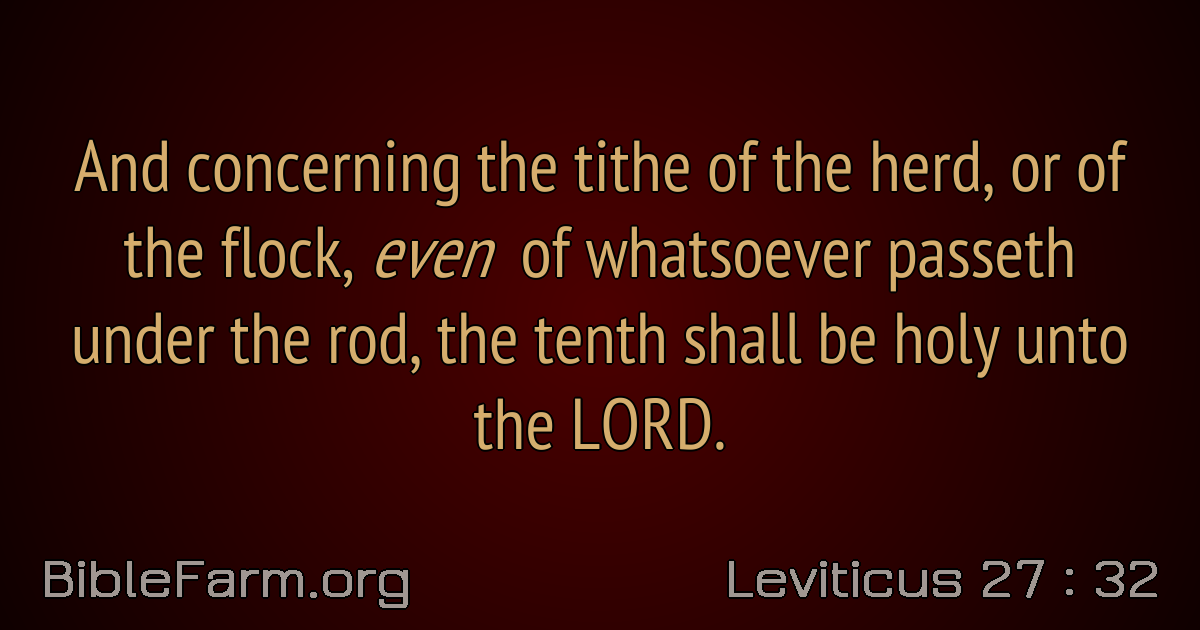 And concerning the tithe of the herd, or of
the flock, even of whatsoever passeth
under the rod, the tenth shall be holy unto
the LORD.
BibleFarm.org
Leviticus 27 : 32